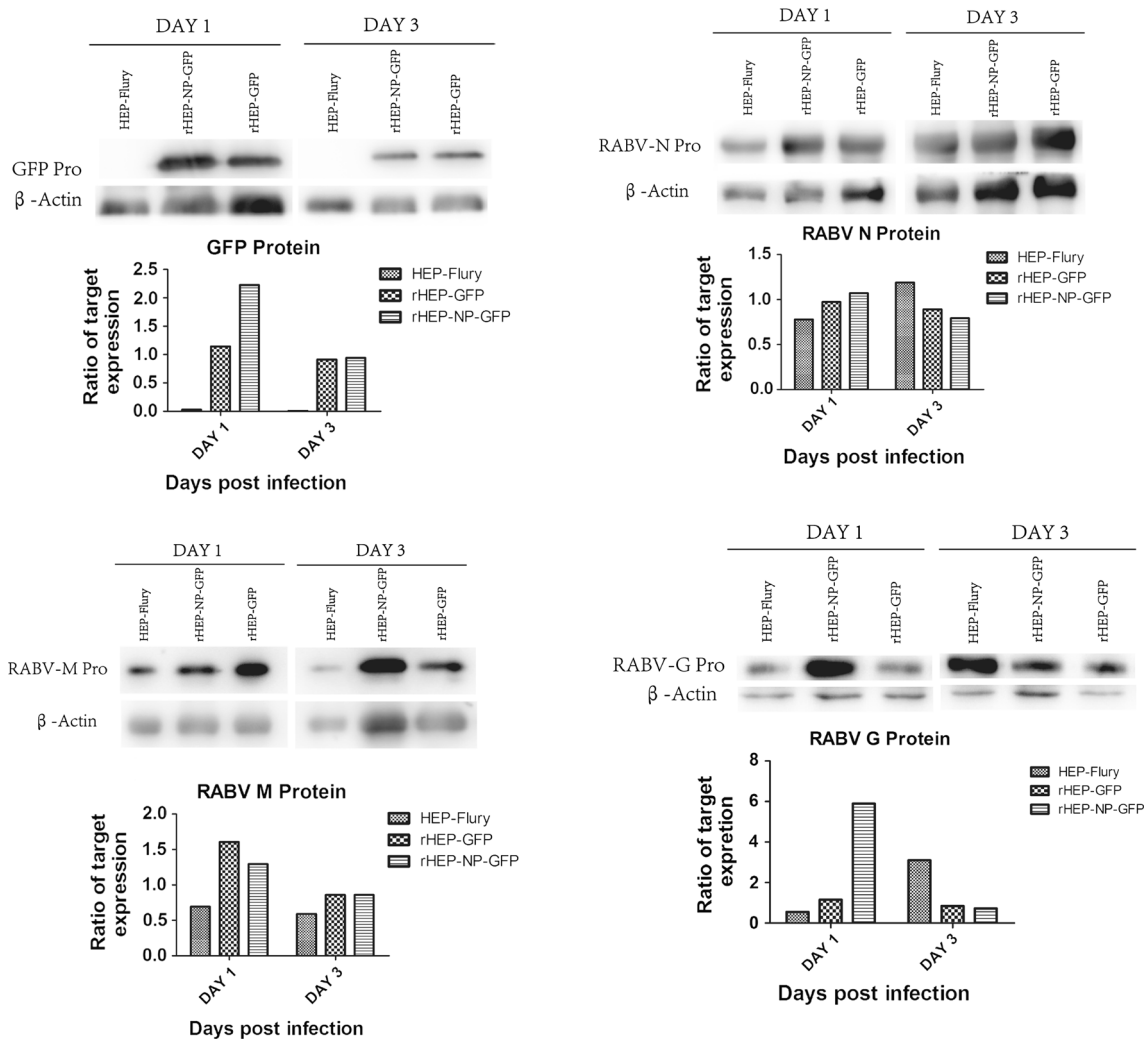 DAY 1
DAY 3
HEP-Flury
rHEP-NP-GFP
rHEP-GFP
HEP-Flury
rHEP-NP-GFP
rHEP-GFP
GFP Pro
β -Actin
GFP Protein
Ratio of target
expression
2.5
2.0
1.5
1.0
0.5
0.0
HEP-Flury
rHEP-GFP
rHEP-NP-GFP
DAY 1
DAY 3
Days post infection
DAY 1
DAY 3
HEP-Flury
rHEP-NP-GFP
rHEP-GFP
HEP-Flury
rHEP-NP-GFP
rHEP-GFP
RABV-N Pro
β -Actin
RABV N Protein
Ratio of target
expression
1.5
1.0
0.5
0.0
HEP-Flury
rHEP-GFP
rHEP-NP-GFP
DAY 1
DAY 3
Days post infection
DAY 1
DAY 3
HEP-Flury
rHEP-NP-GFP
rHEP-GFP
HEP-Flury
rHEP-NP-GFP
rHEP-GFP
RABV-M Pro
β -Actin
RABV M Protein
Ratio of target
expression
2.0
1.5
1.0
0.5
0.0
HEP-Flury
rHEP-GFP
rHEP-NP-GFP
DAY 1
DAY 3
Days post infection
DAY 1
DAY 3
HEP-Flury
rHEP-NP-GFP
rHEP-GFP
HEP-Flury
rHEP-NP-GFP
rHEP-GFP
RABV-G Pro
β -Actin
RABV G Protein
Ratio of target
expretion
8
6
4
2
0
HEP-Flury
rHEP-GFP
rHEP-NP-GFP
DAY 1
DAY 3
Days post infection